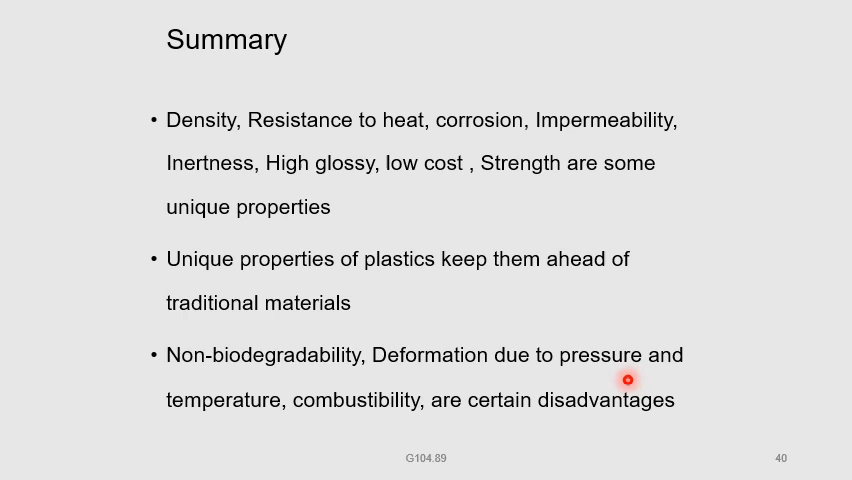 Summary
• Density, Resistance to heat, corrosion, Impermeability,
Inertness, High glossy, low cost , Strength are some
unique properties
• Unique properties of plastics keep them ahead of
traditional materials
• Non-biodegradability, Deformation due to pressure and
temperature, combustibility, are certain disadvantages
G104.89
40